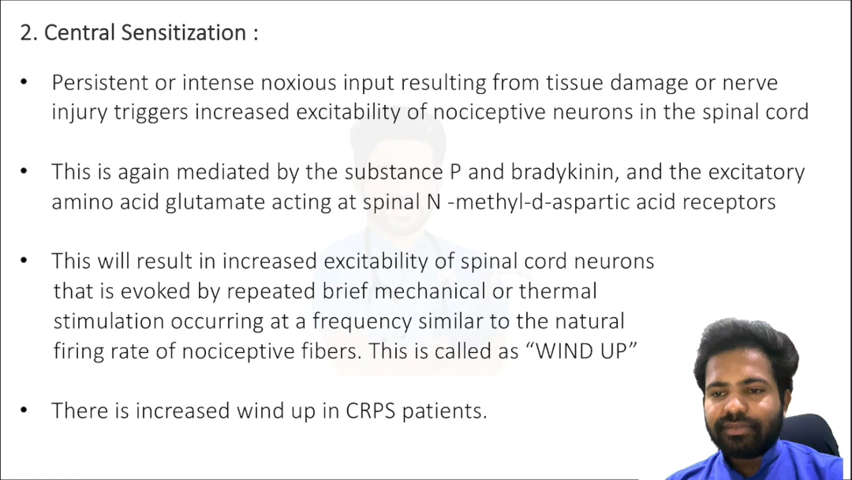 2. Central Sensitization :
• Persistent or intense noxious input resulting from tissue damage or nerve
injury triggers increased excitability of nociceptive neurons in the spinal cord
• This is again mediated by the substance P and bradykinin, and the excitatory
amino acid glutamate acting at spinal N -methyl-d-aspartic acid receptors
• This will result in increased excitability of spinal cord neurons
that is evoked by repeated brief mechanical or thermal
stimulation occurring at a frequency similar to the natural
firing rate of nociceptive fibers. This is called as “WIND UP”
• There is increased wind up in CRPS patients.